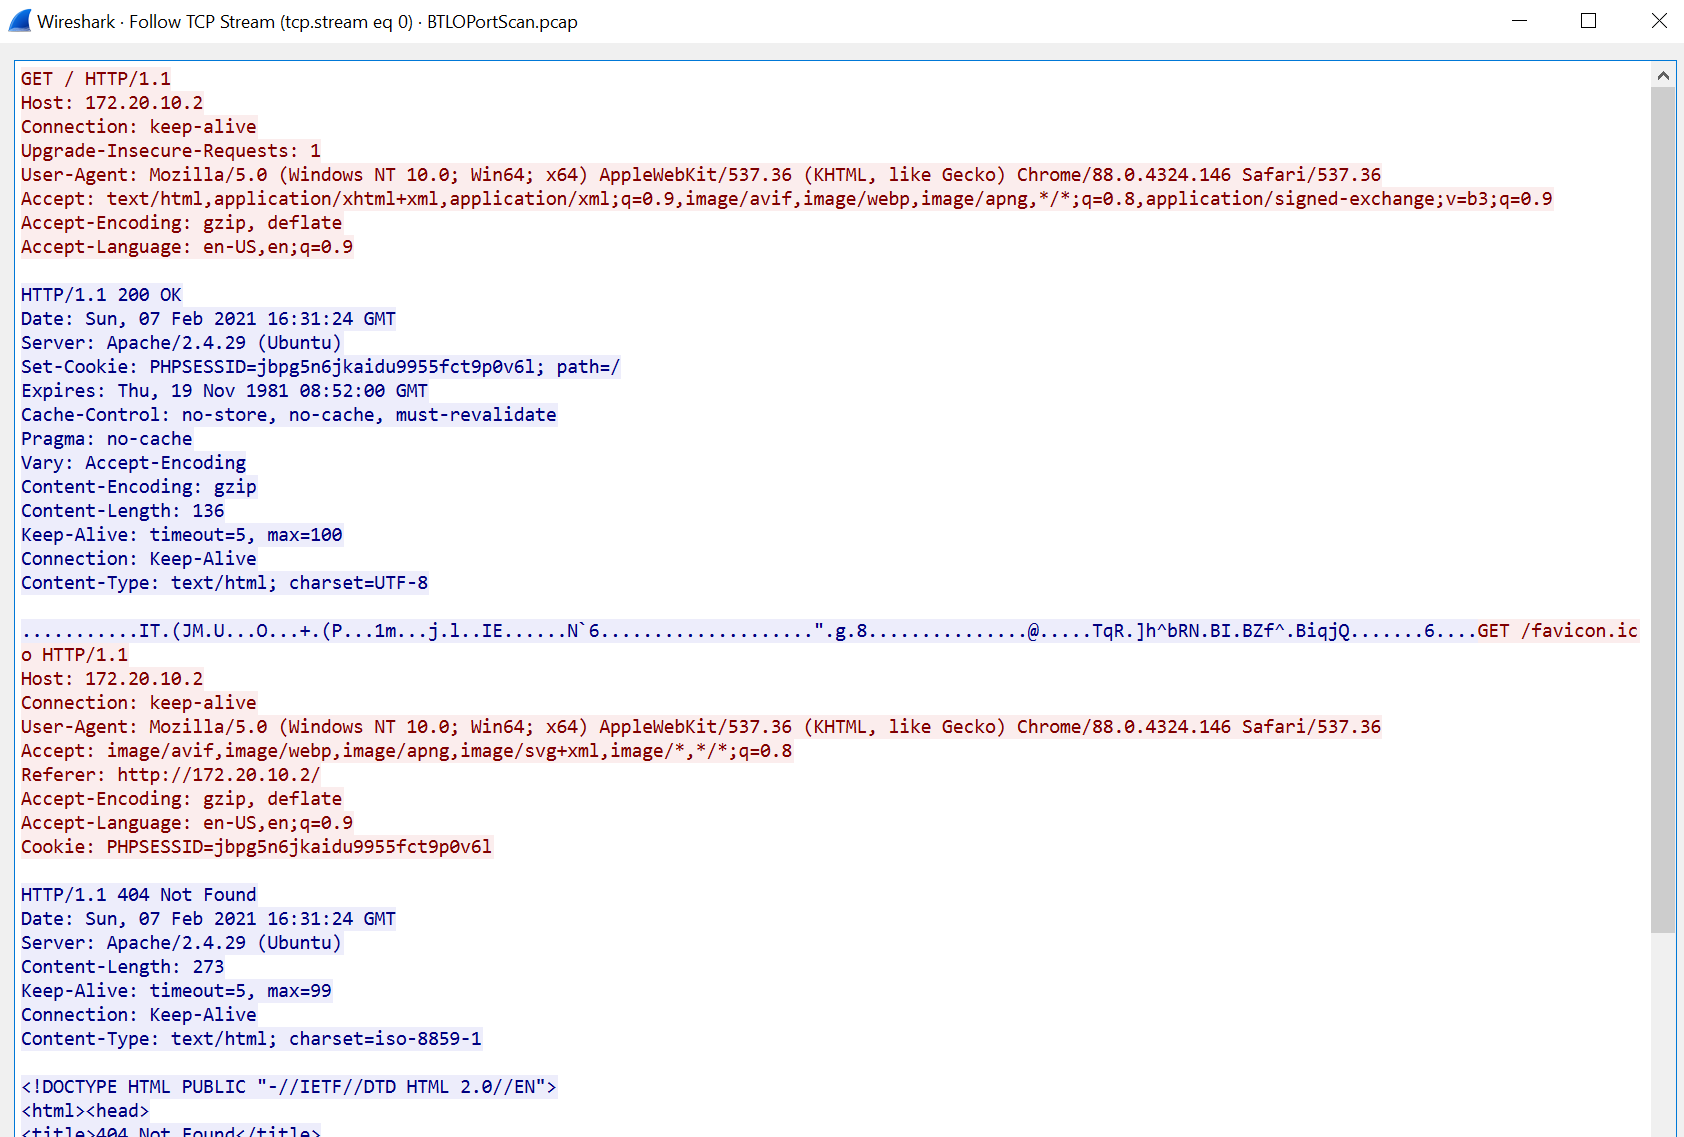 Wireshark · Follow TCP Stream (tcp.stream eq 0) · BTLOPortScan.pcap
GET / HTTP/1.1
Host: 172.20.10.2
Connection: keep-alive
Upgrade-Insecure-Requests: 1
User-Agent: Mozilla/5.0 (Windows NT 10.0; Win64; x64) AppleWebKit/537.36 (KHTML, like Gecko) Chrome/88.0.4324.146 Safari/537.36
Accept: text/html,application/xhtml+xml,application/xml;q=0.9,image/avif,image/webp,image/apng,*/*;q=0.8,application/signed-exchange;v=b3;q=0.9
Accept-Encoding: gzip, deflate
Accept-Language: en-US,en;q=0.9
HTTP/1.1 200 OK
Date: Sun, 07 Feb 2021 16:31:24 GMT
Server: Apache/2.4.29 (Ubuntu)
Set-Cookie: PHPSESSID=jbpg5n6jkaidu9955fct9p0v6l; path=/
Expires: Thu, 19 Nov 1981 08:52:00 GMT
Cache-Control: no-store, no-cache, must-revalidate
Pragma: no-cache
Vary: Accept-Encoding
Content-Encoding: gzip
Content-Length: 136
Keep-Alive: timeout=5, max=100
Connection: Keep-Alive
Content-Type: text/html; charset=UTF-8
...........IT.(JM.U...O...+.(P...1m...j.l..IE......N`6....................".g.8...............@.....TqR.]h^bRN.BI.BZf^.BiqjQ.......6....GET /favicon.ic
o HTTP/1.1
Host: 172.20.10.2
Connection: keep-alive
User-Agent: Mozilla/5.0 (Windows NT 10.0; Win64; x64) AppleWebKit/537.36 (KHTML, like Gecko) Chrome/88.0.4324.146 Safari/537.36
Accept: image/avif,image/webp,image/apng,image/svg+xml,image/*,*/*;q=0.8
Referer: http://172.20.10.2/
Accept-Encoding: gzip, deflate
Accept-Language: en-US,en;q=0.9
Cookie: PHPSESSID=jbpg5n6jkaidu9955fct9p0v6l
HTTP/1.1 404 Not Found
Date: Sun, 07 Feb 2021 16:31:24 GMT
Server: Apache/2.4.29 (Ubuntu)
Content-Length: 273
Keep-Alive: timeout=5, max=99
Connection: Keep-Alive
Content-Type: text/html; charset=iso-8859-1
<!DOCTYPE HTML PUBLIC "-//IETF//DTD HTML 2.0//EN">
<html><head>
<title>404 Not Found</title>